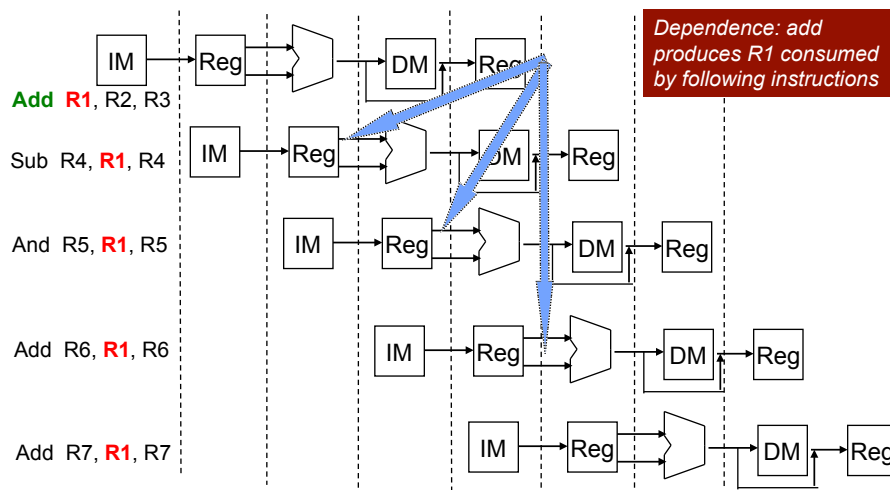 Dependence: add
produces R1 consumed
by following instructions
IM Reg DM Reg
Add R1, R2, R3
IM Reg DM Reg
Sub R4, R1, R4
IM Reg DM Reg
And R5, R1, R5
IM Reg DM Reg
Add R6, R1, R6
IM Reg DM Reg
Add R7, R1, R7